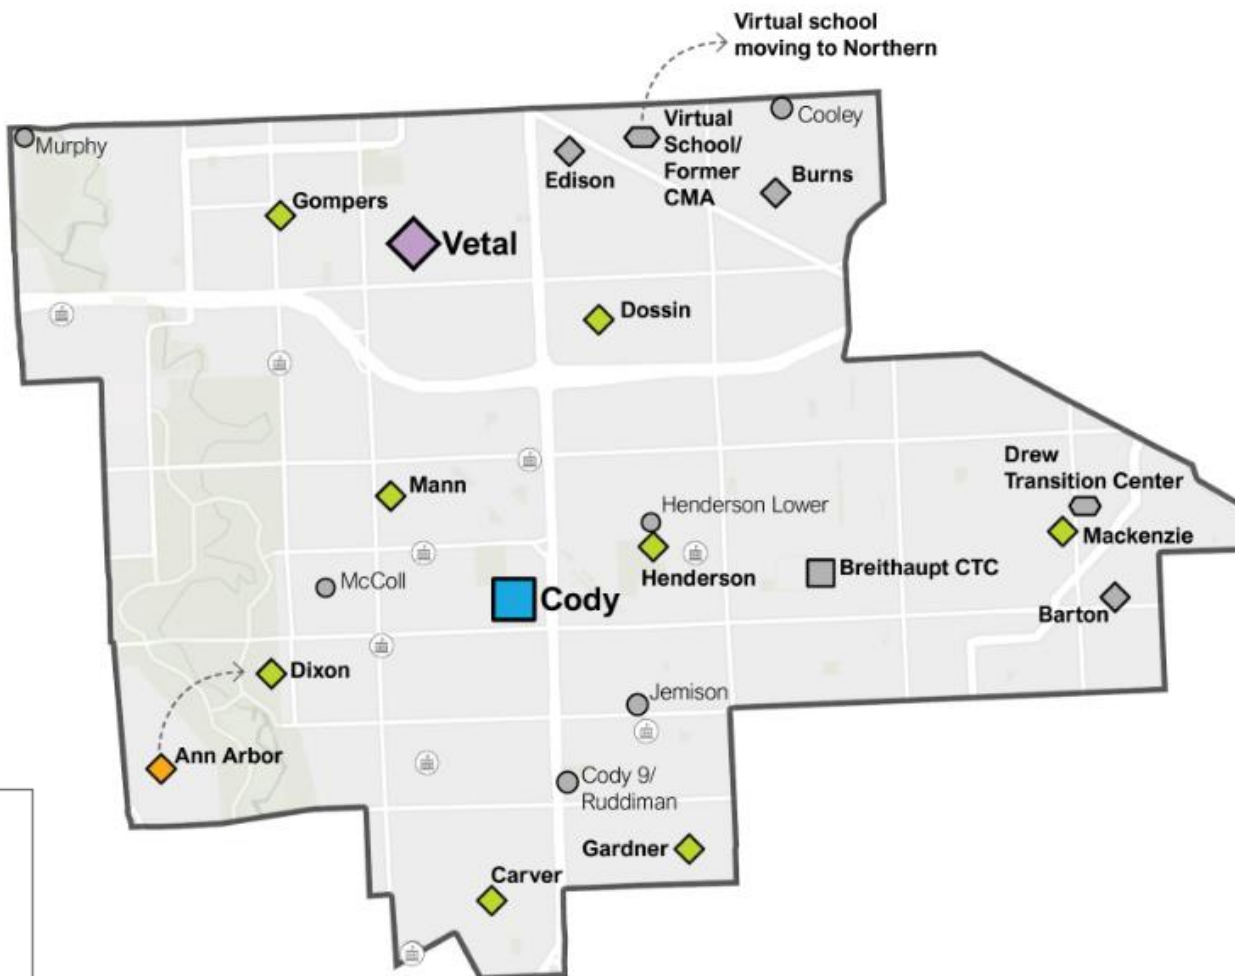 Virtual school
moving to Northern
Murphy
Cooley
Virtual
School/
Former
CMA
Edison
Burns
Gompers
Vetal
Dossin
Drew
Transition Center
Mann
Henderson Lower
Mackenzie
Henderson
Breithaupt CTC
McColl
Cody
Barton
Dixon
Jemison
Ann Arbor
Cody 9/
Ruddiman
Gardner
Carver